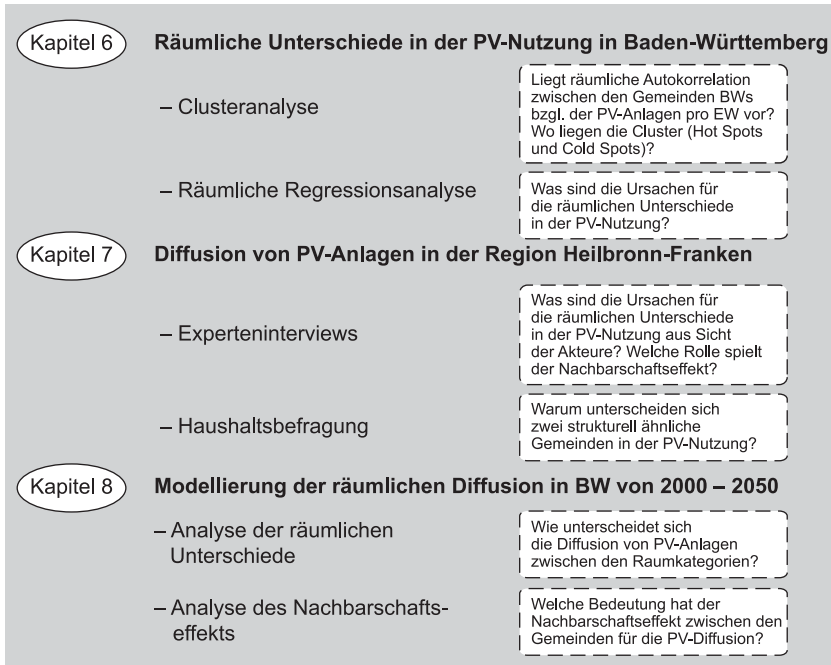 Kapitel 6
Räumliche Unterschiede in der PV-Nutzung in Baden-Württemberg
– Clusteranalyse
Liegt räumliche Autokorrelation
zwischen den Gemeinden BWs
bzgl. der PV-Anlagen pro EW vor?
Wo liegen die Cluster (Hot Spots
und Cold Spots)?
– Räumliche Regressionsanalyse
Was sind die Ursachen für
die räumlichen Unterschiede
in der PV-Nutzung?
Kapitel 7
Diffusion von PV-Anlagen in der Region Heilbronn-Franken
– Experteninterviews
Was sind die Ursachen für
die räumlichen Unterschiede
in der PV-Nutzung aus Sicht
der Akteure? Welche Rolle spielt
der Nachbarschaftseffekt?
– Haushaltsbefragung
Warum unterscheiden sich
zwei strukturell ähnliche
Gemeinden in der PV-Nutzung?
Kapitel 8
Modellierung der räumlichen Diffusion in BW von 2000 – 2050
– Analyse der räumlichen
Unterschiede
Wie unterscheidet sich
die Diffusion von PV-Anlagen
zwischen den Raumkategorien?
– Analyse des Nachbarschafts-
effekts
Welche Bedeutung hat der
Nachbarschaftseffekt zwischen den
Gemeinden für die PV-Diffusion?